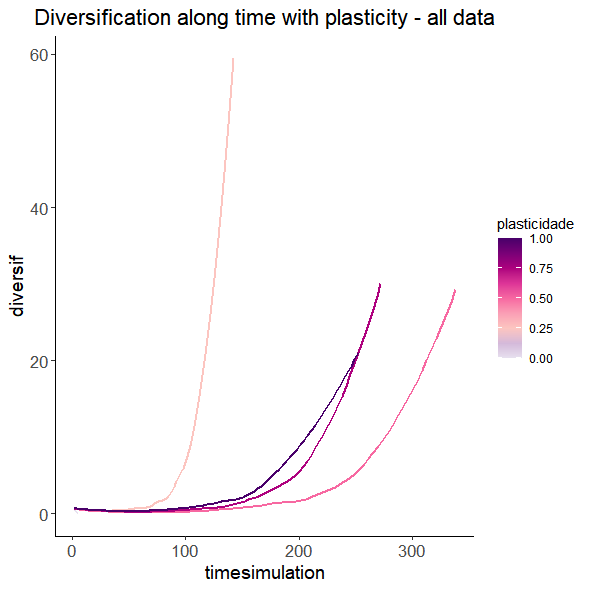 Diversification along time with plasticity - all data
60
40
20
0
diversif
0 100 200 300
timesimulation
plasticidade
1.00
0.75
0.50
0.25
0.00